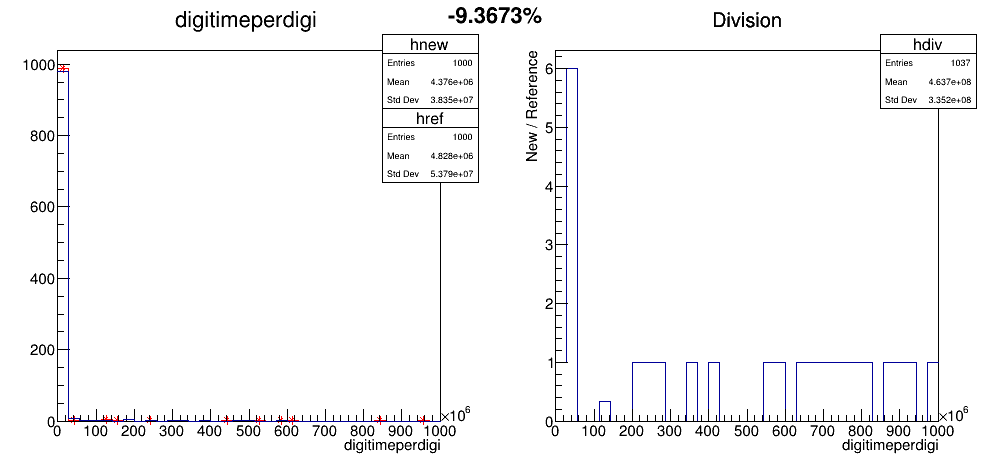 -9.3673%
digitimeperdigi
hnew
Entries 1000
Mean 4.376e+06
Std Dev 3.835e+07
href
Entries 1000
Mean 4.828e+06
Std Dev 5.379e+07
1000
800
600
400
200
0
0 100 200 300 400 500 600 700 800 900 1000
×10^6
digitimeperdigi
Division
hdiv
Entries 1037
Mean 4.637e+08
Std Dev 3.352e+08
New / Reference
6
5
4
3
2
1
0
0 100 200 300 400 500 600 700 800 900 1000
×10^6
digitimeperdigi